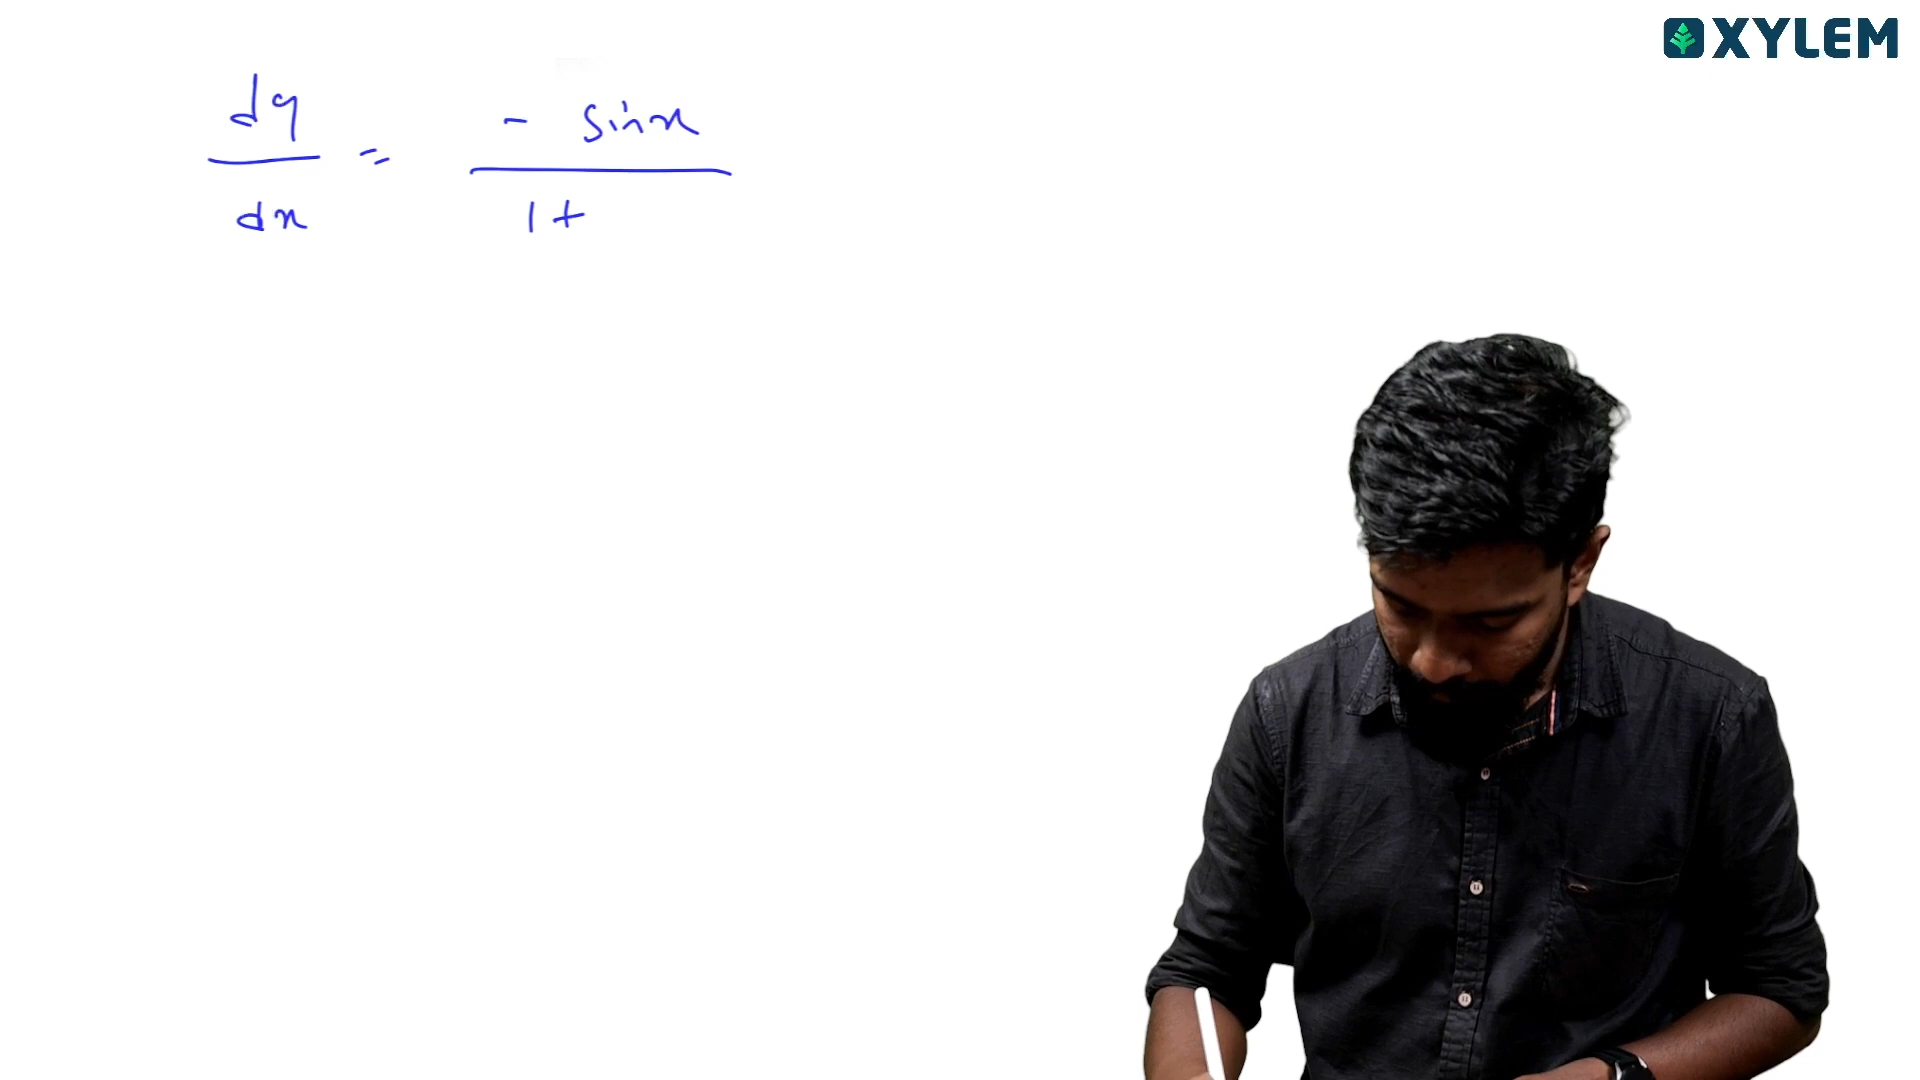 XYLEM
dy/dx = - sinx / 1+